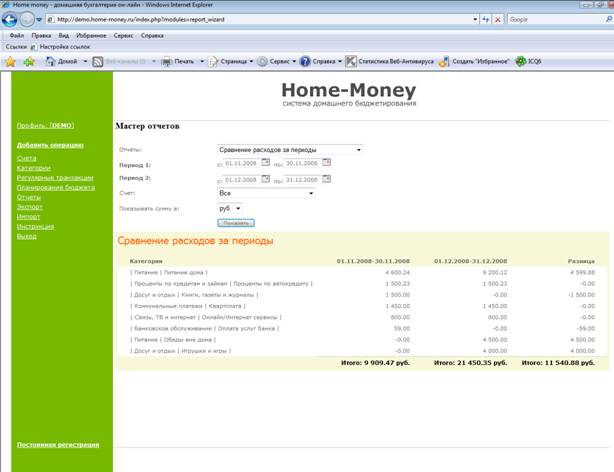 Home money - домашняя бухгалтерия он-лайн - Windows Internet Explorer
http://demo.home-money.ru/index.php?modules=report_wizard
Google
Файл Правка Вид Избранное Сервис Справка
Ссылки Настройка ссылок
Домой Веб-каналы (0) Печать Страница Сервис Справка Статистика Веб-Антивируса Создать "Избранное" ICQ6
Home-Money
система домашнего бюджетирования
Профиль: [DEMO]
Добавить операцию
Счета
Категории
Регулярные транзакции
Планирование бюджета
Отчеты
Экспорт
Импорт
Инструкция
Выход
Постоянная регистрация
Мастер отчетов
Отчеты: Сравнение расходов за периоды
Период 1: с: 01.11.2008 по: 30.11.2008
Период 2: с: 01.12.2008 по: 31.12.2008
Счет: Все
Показывать сумму в: руб.
Показать
Сравнение расходов за периоды
Категории 01.11.2008-30.11.2008 01.12.2008-31.12.2008 Разница
| Питание | Питание дома | 4 600.24 9 200.12 4 599.88
| Проценты по кредитам и займам | Проценты по автокредиту | 1 500.23 1 500.23 -0.00
| Досуг и отдых | Книги, газеты и журналы | 1 500.00 -0.00 -1 500.00
| Коммунальные платежи | Квартплата | 1 450.00 1 450.00 -0.00
| Связь, ТВ и интернет | Онлайн/Интернет сервисы | 800.00 800.00 -0.00
| Банковское обслуживание | Оплата услуг банка | 59.00 -0.00 -59.00
| Питание | Обеды вне дома | -0.00 4 500.00 4 500.00
| Досуг и отдых | Игрушки и игры | -0.00 4 000.00 4 000.00
Итого: 9 909.47 руб. Итого: 21 450.35 руб. Итого: 11 540.88 руб.